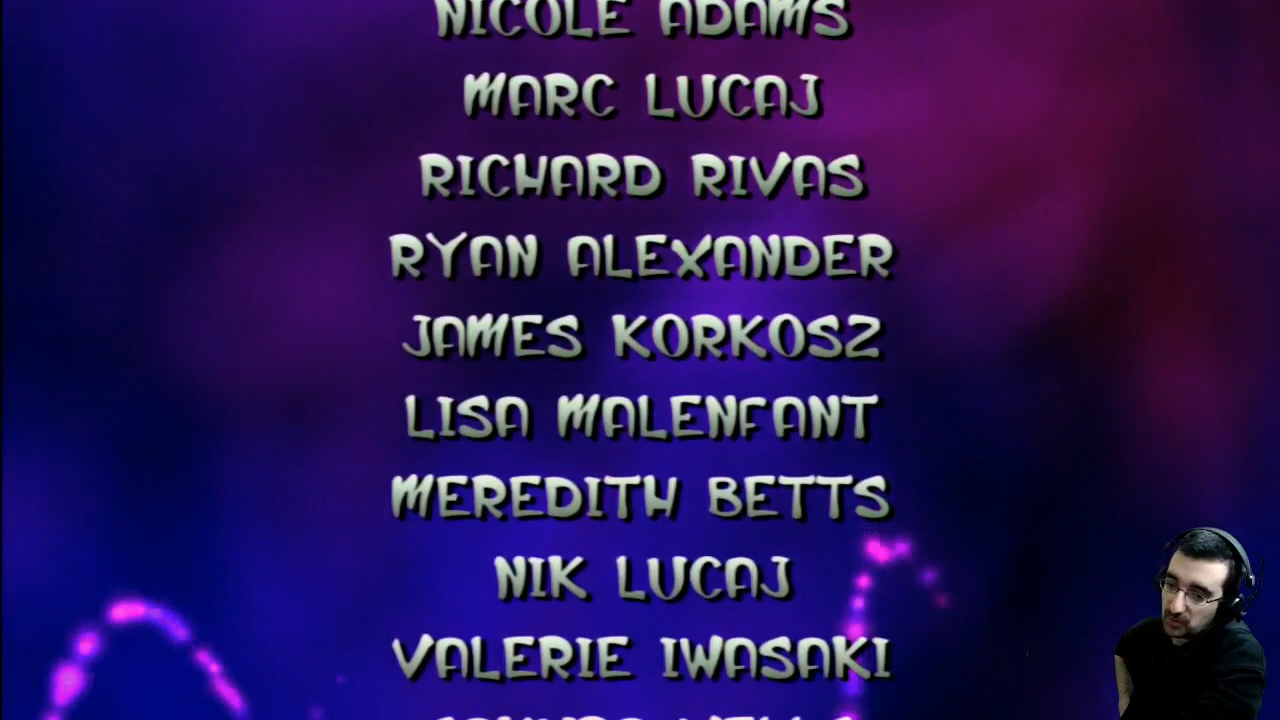 NICOLE ADAMS
MARC LUCAJ
RICHARD RIVAS
RYAN ALEXANDER
JAMES KORKOSZ
LISA MALENFANT
MEREDITH BETTS
NIK LUCAJ
VALERIE IWASAKI